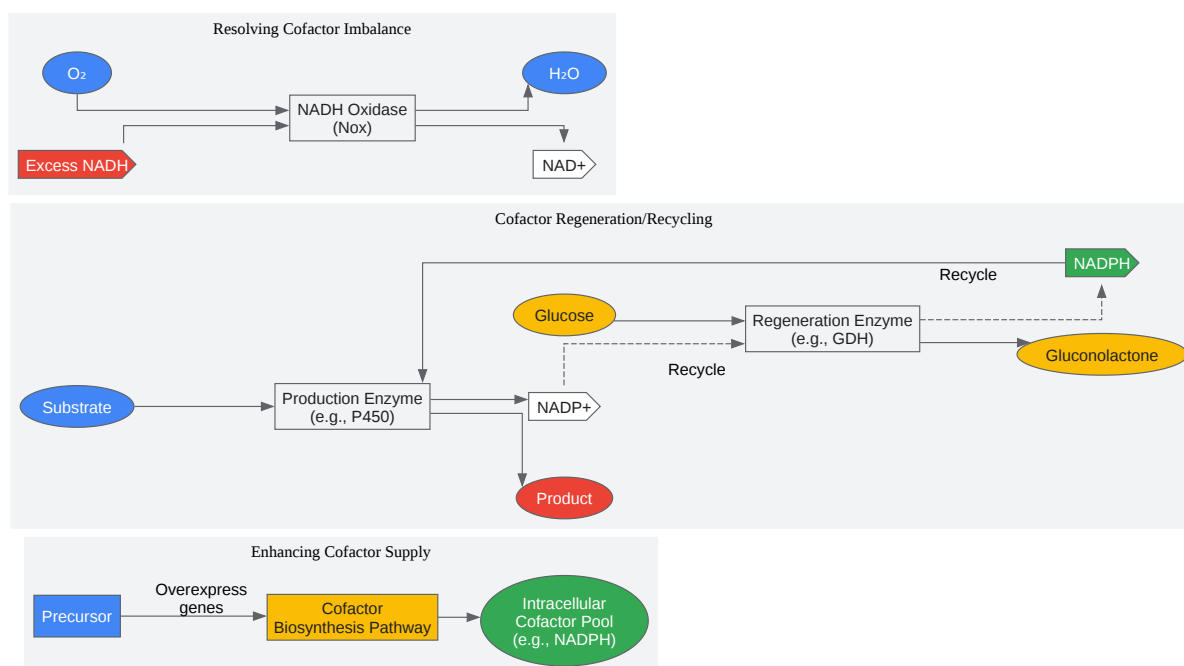 Resolving Cofactor Imbalance
O₂
H₂O
NADH Oxidase
(Nox)
Excess NADH
NAD+
Cofactor Regeneration/Recycling
NADPH
Recycle
Glucose
Regeneration Enzyme
(e.g., GDH)
Gluconolactone
Recycle
Substrate
Production Enzyme
(e.g., P450)
NADP+
Product
Enhancing Cofactor Supply
Precursor
Overexpress
genes
Cofactor
Biosynthesis Pathway
Intracellular
Cofactor Pool
(e.g., NADPH)